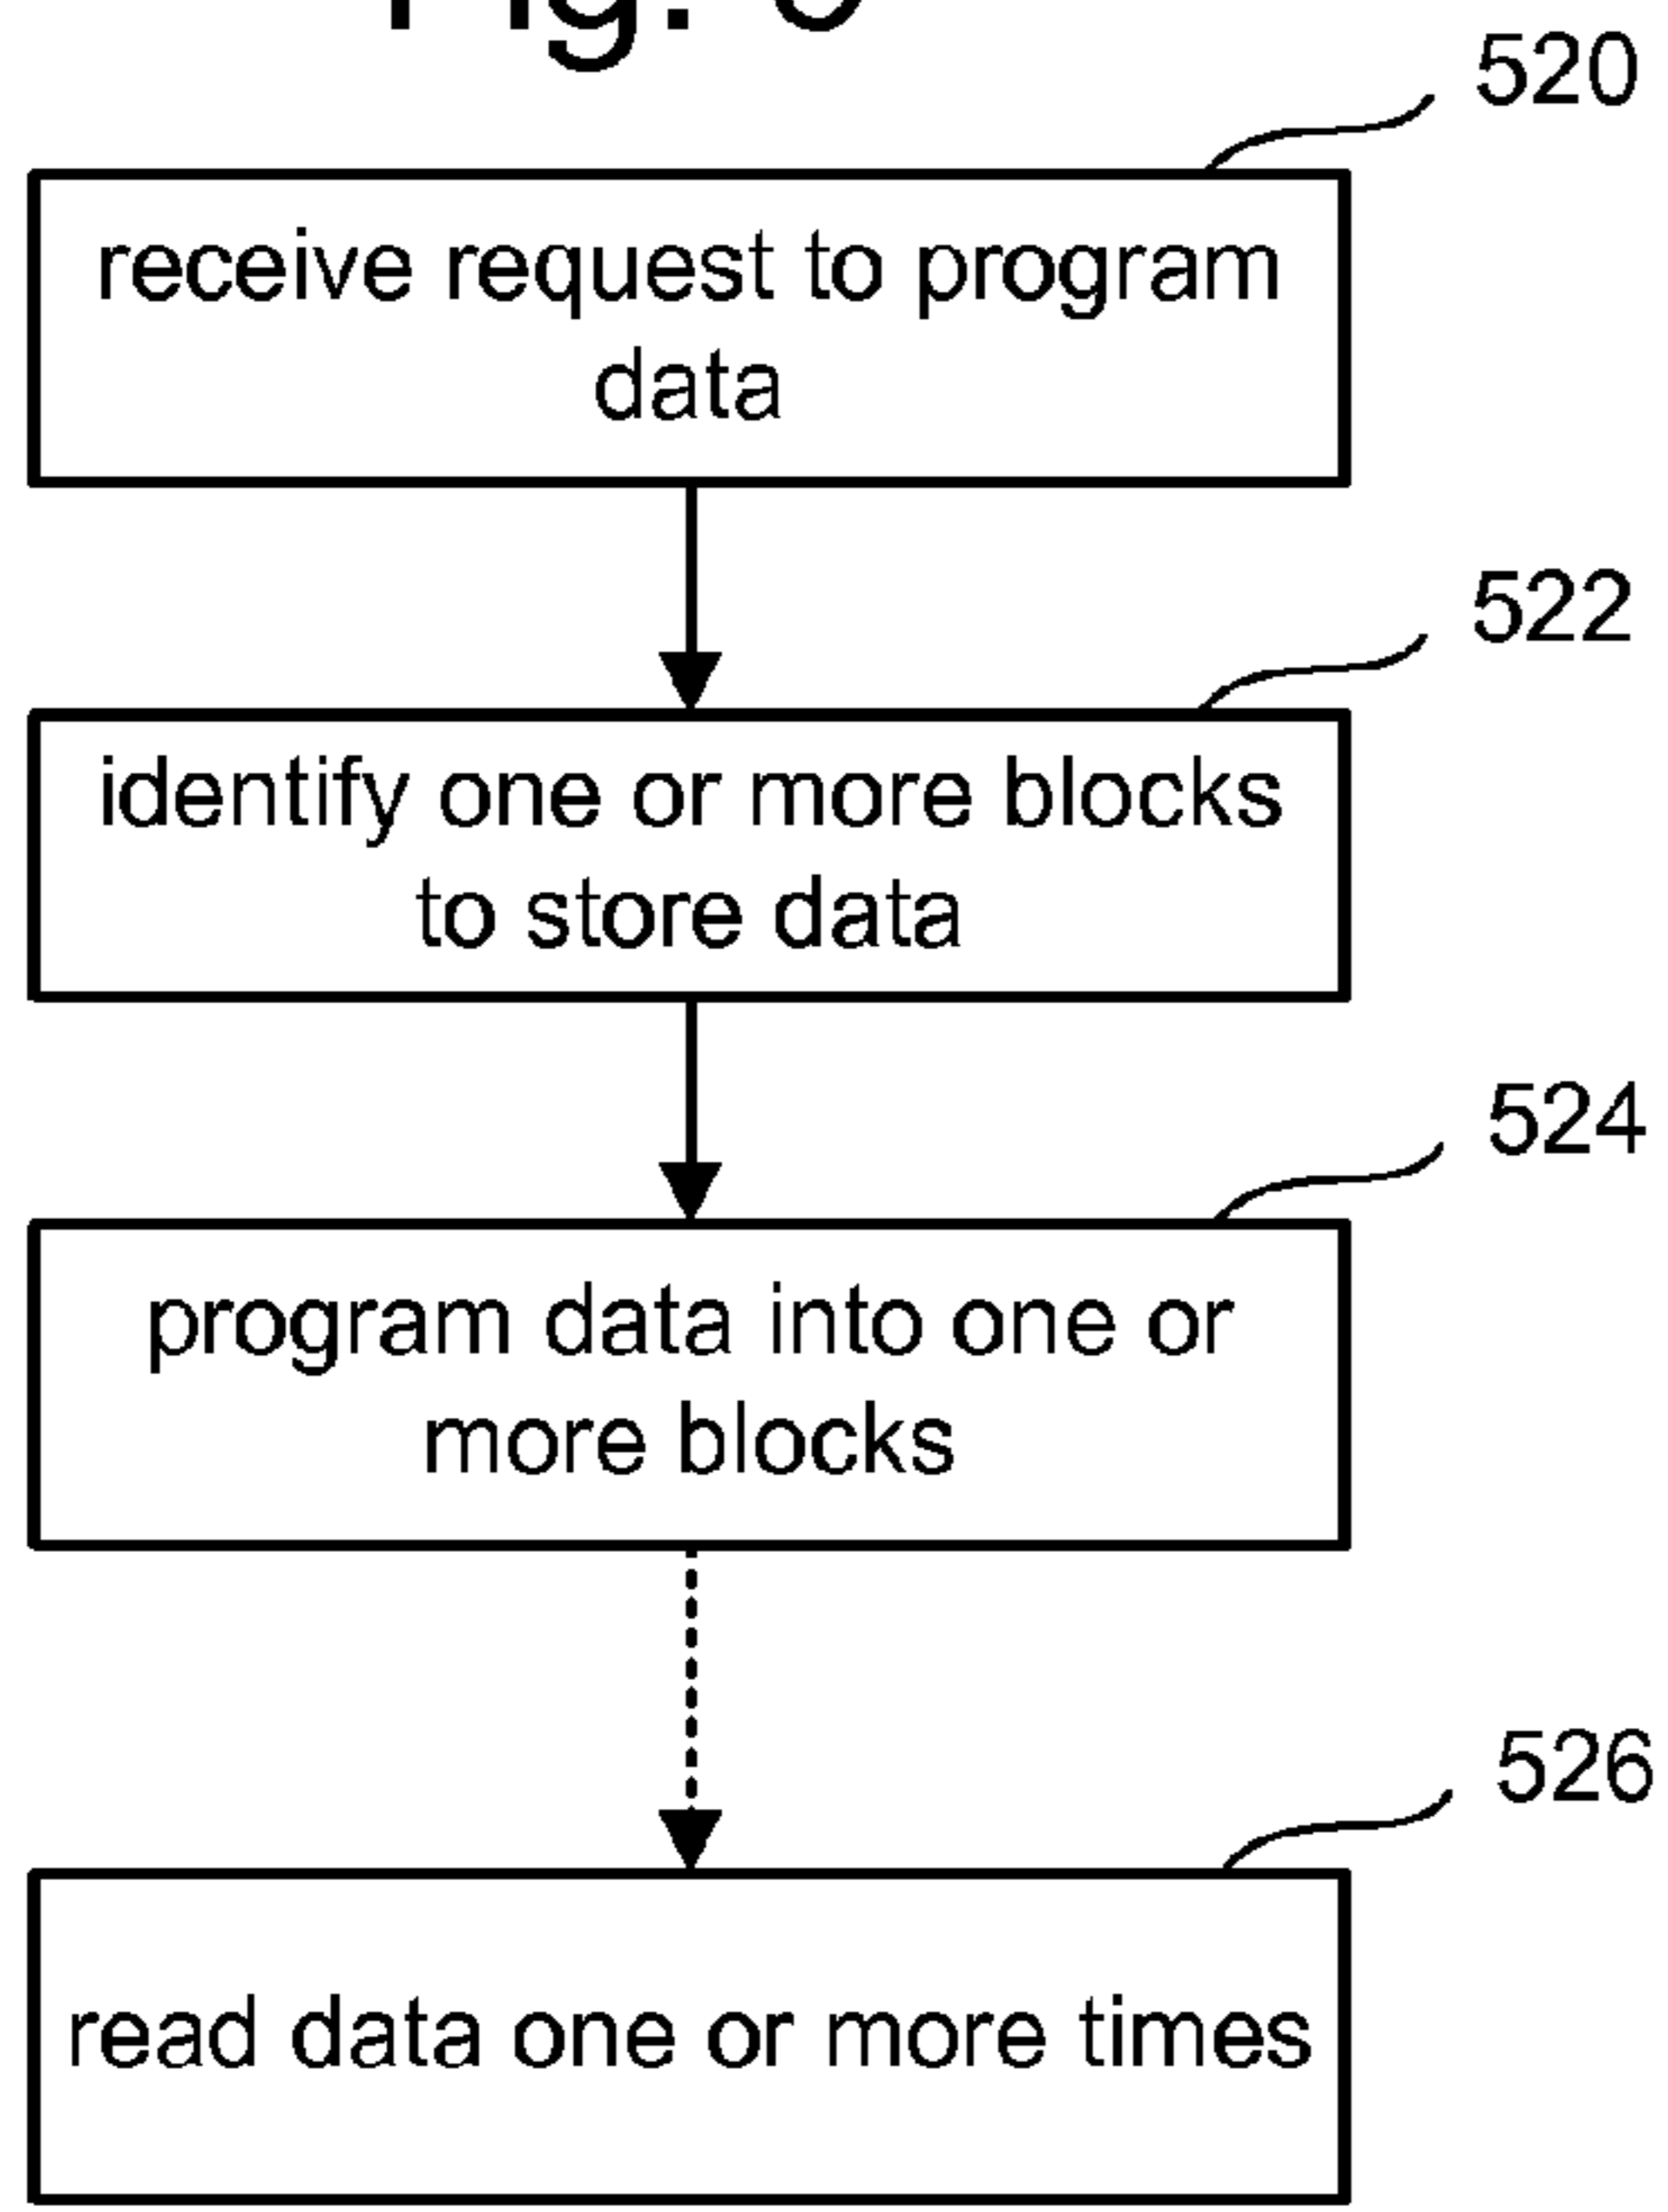 520
receive request to program
data
522
identify one or more blocks
to store data
524
program data into one or
more blocks
526
read data one or more times